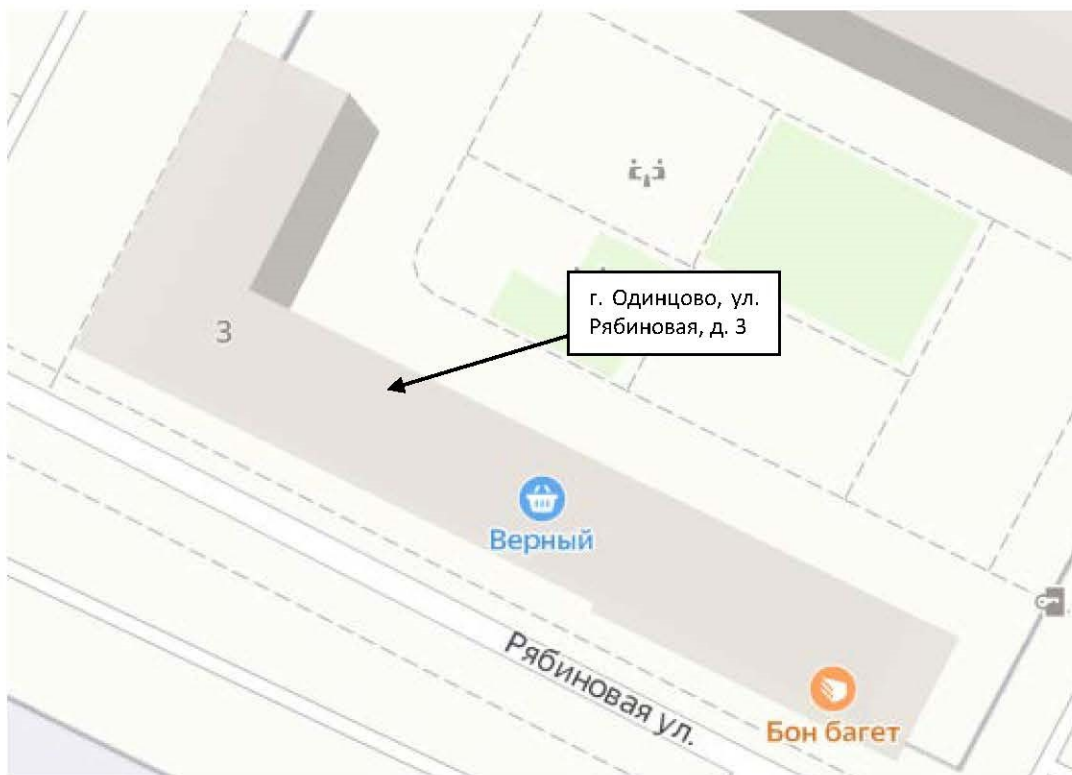 г. Одинцово, ул.
Рябиновая, д. 3
3
Верный
Рябиновая ул.
Бон багет